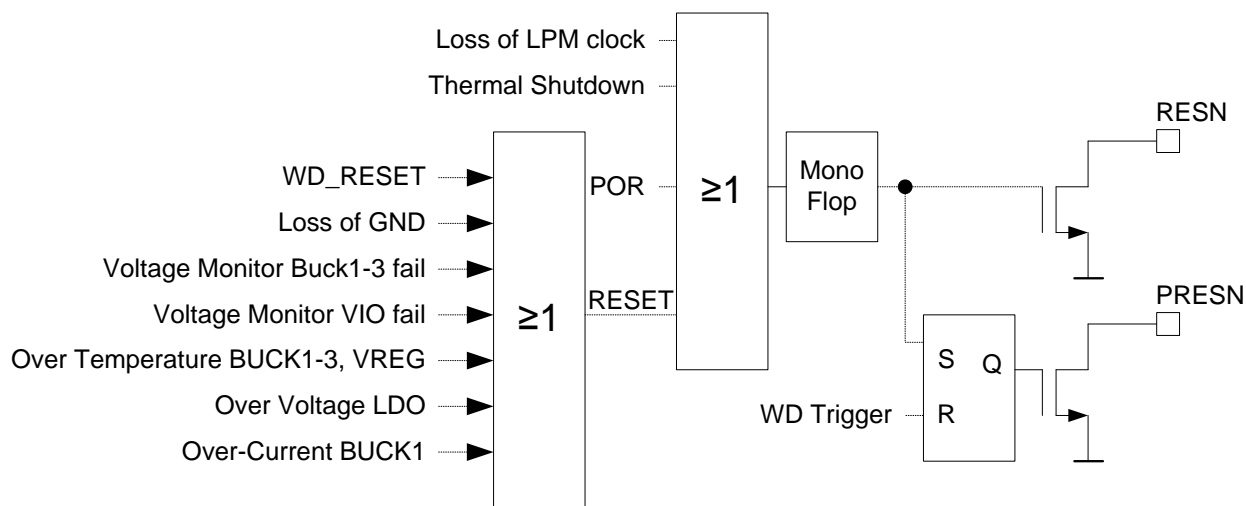 Loss of LPM clock
Thermal Shutdown
WD_RESET
Loss of GND
Voltage Monitor Buck1-3 fail
Voltage Monitor VIO fail
Over Temperature BUCK1-3, VREG
Over Voltage LDO
Over-Current BUCK1
≥1
POR
RESET
≥1
Mono
Flop
RESN
PRESN
S
Q
WD Trigger
R